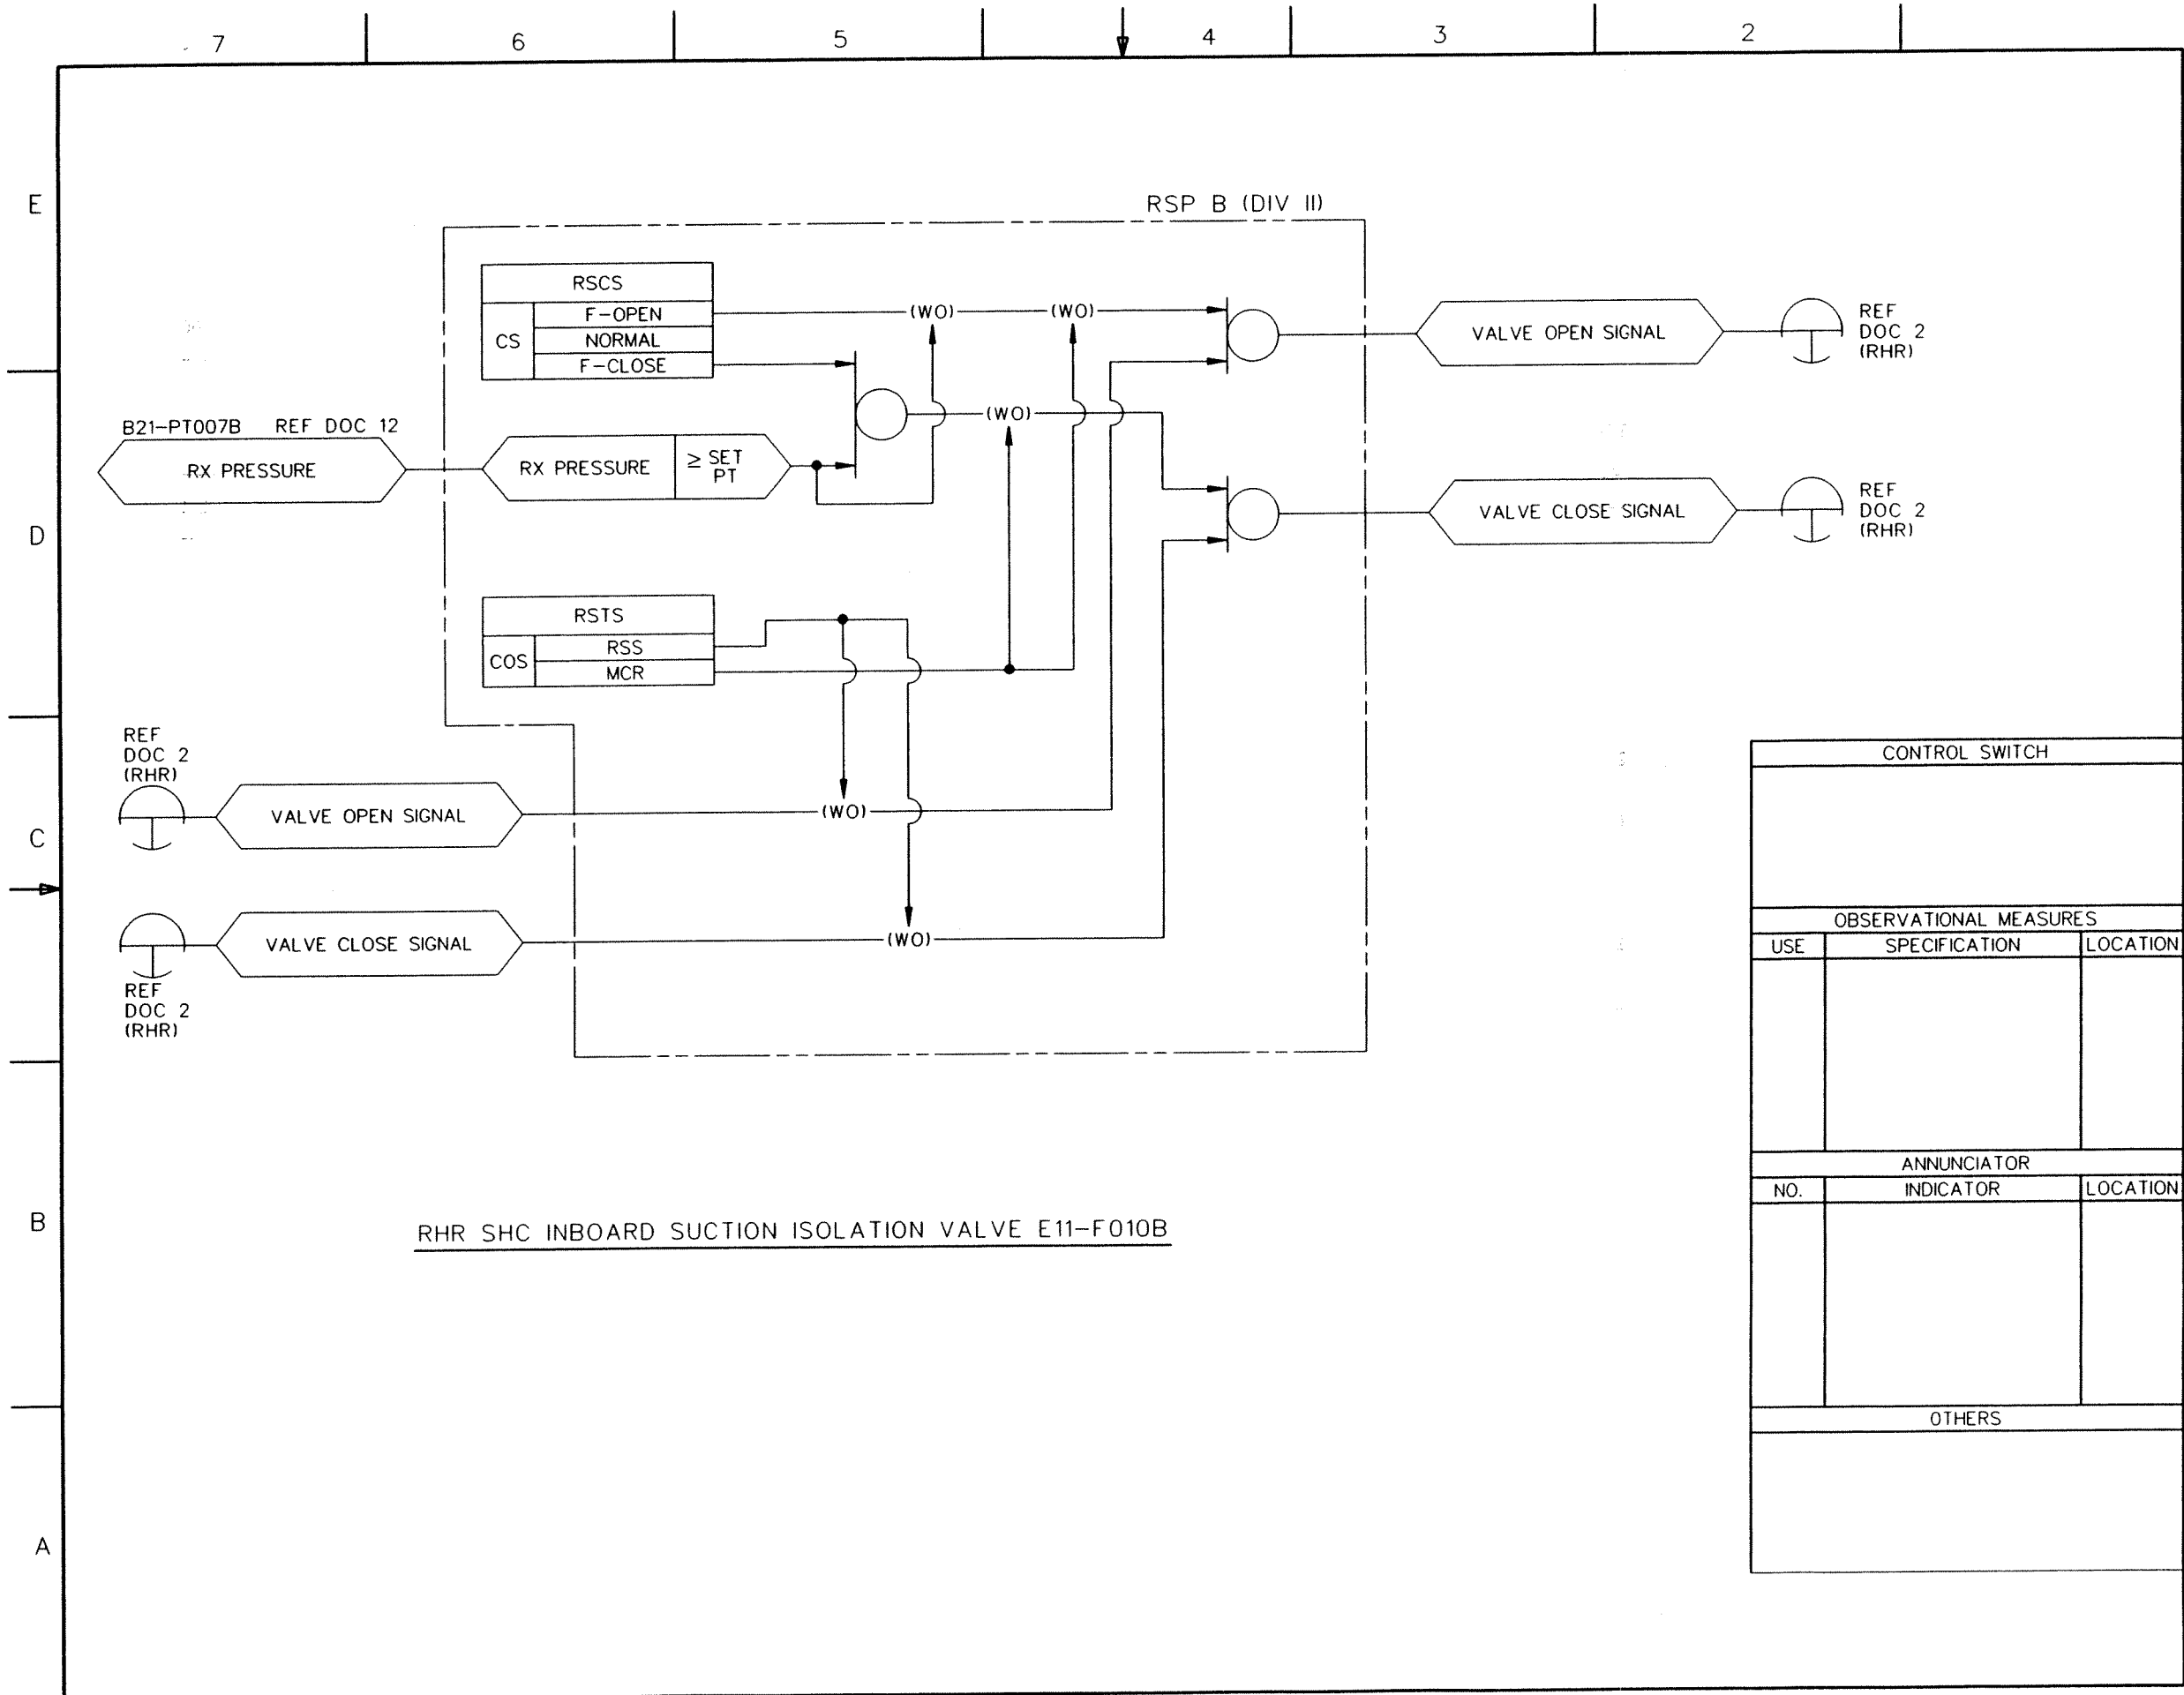 7 6 5 4 3 2
E
RSP B (DIV II)
RSCS
CS
F-OPEN
NORMAL
F-CLOSE
(WO) (WO)
VALVE OPEN SIGNAL
REF
DOC 2
(RHR)
B21-PT007B REF DOC 12
RX PRESSURE
RX PRESSURE
≥ SET
PT
(WO)
VALVE CLOSE SIGNAL
REF
DOC 2
(RHR)
D
RSTS
COS
RSS
MCR
REF
DOC 2
(RHR)
VALVE OPEN SIGNAL
(WO)
C
VALVE CLOSE SIGNAL
(WO)
REF
DOC 2
(RHR)
CONTROL SWITCH
OBSERVATIONAL MEASURES
USE SPECIFICATION LOCATION
ANNUNCIATOR
NO. INDICATOR LOCATION
B
RHR SHC INBOARD SUCTION ISOLATION VALVE E11-F010B
OTHERS
A